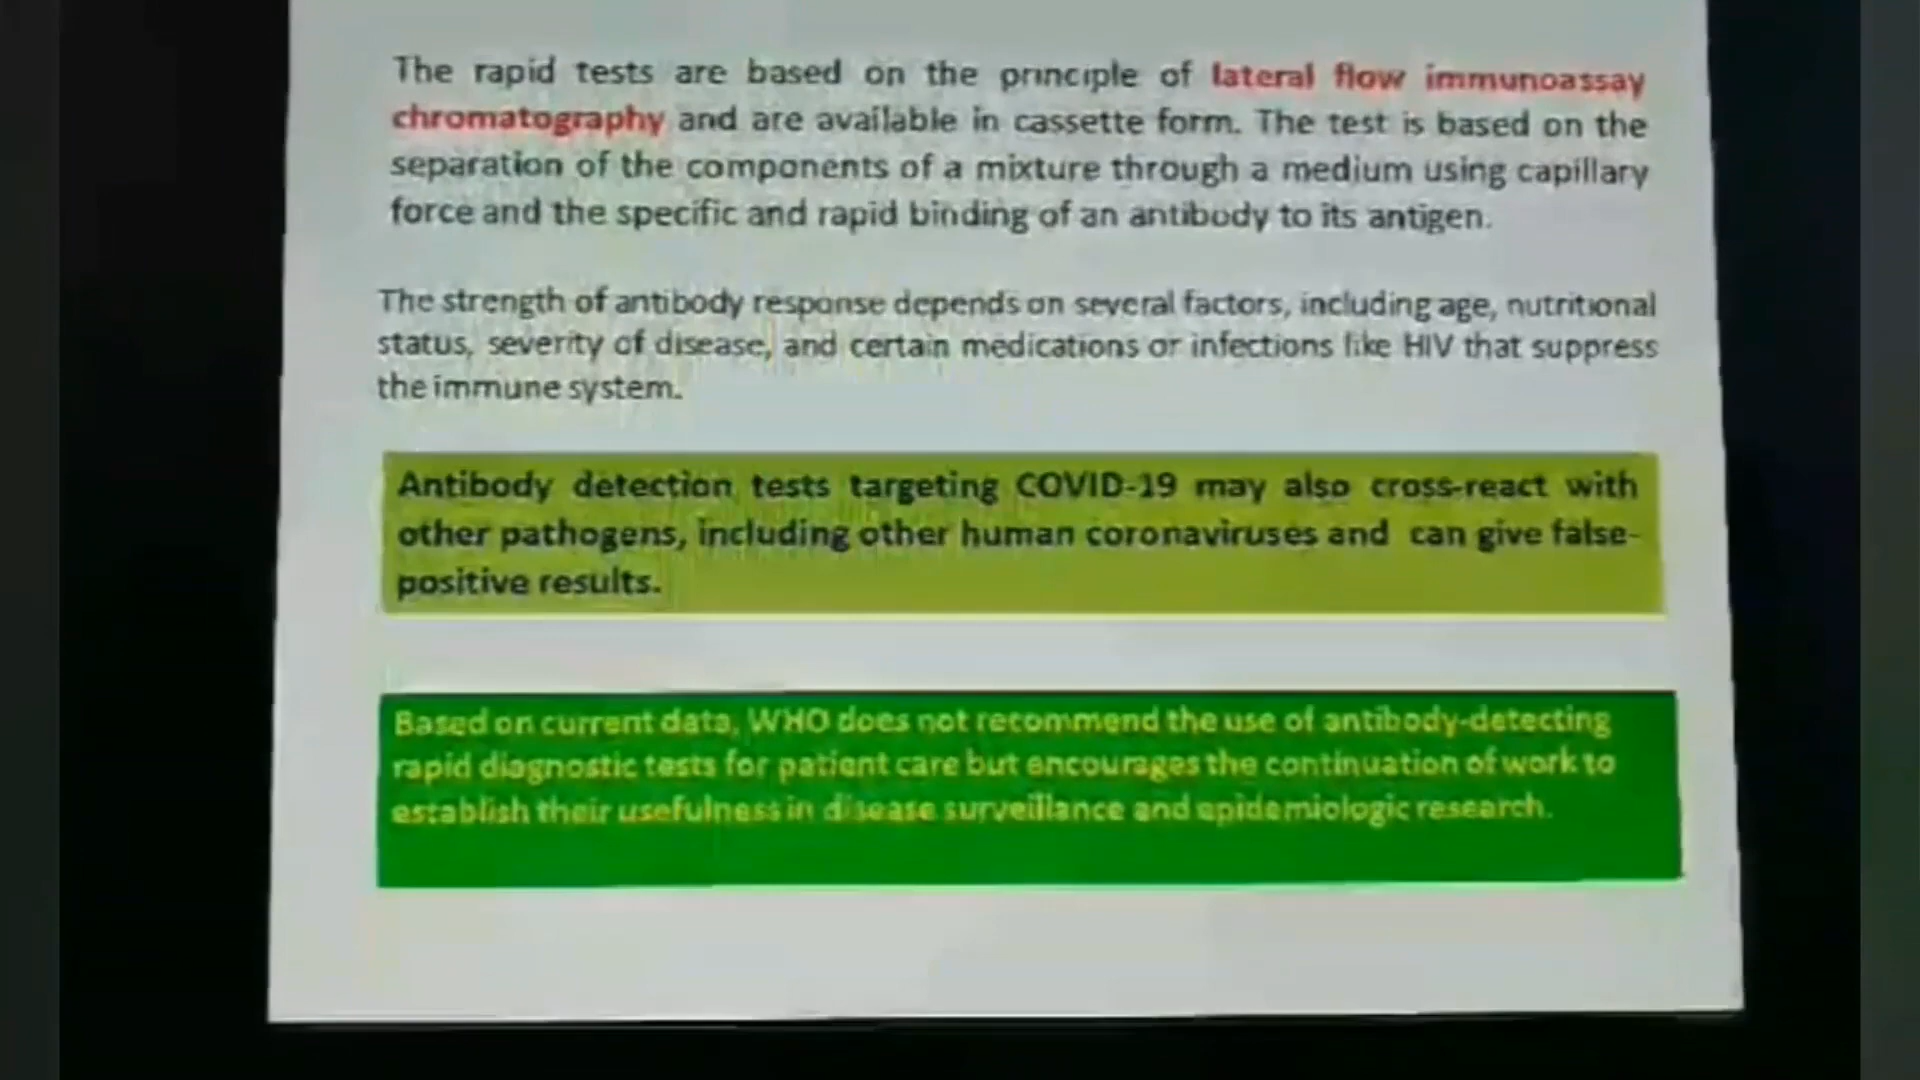 The rapid tests are based on the principle of lateral flow immunoassay
chromatography and are available in cassette form. The test is based on the
separation of the components of a mixture through a medium using capillary
force and the specific and rapid binding of an antibody to its antigen.
The strength of antibody response depends on several factors, including age, nutritional
status, severity of disease, and certain medications or infections like HIV that suppress
the immune system.
Antibody detection tests targeting COVID-19 may also cross-react with
other pathogens, including other human coronaviruses and can give false-
positive results.
Based on current data, WHO does not recommend the use of antibody-detecting
rapid diagnostic tests for patient care but encourages the continuation of work to
establish their usefulness in disease surveillance and epidemiologic research.